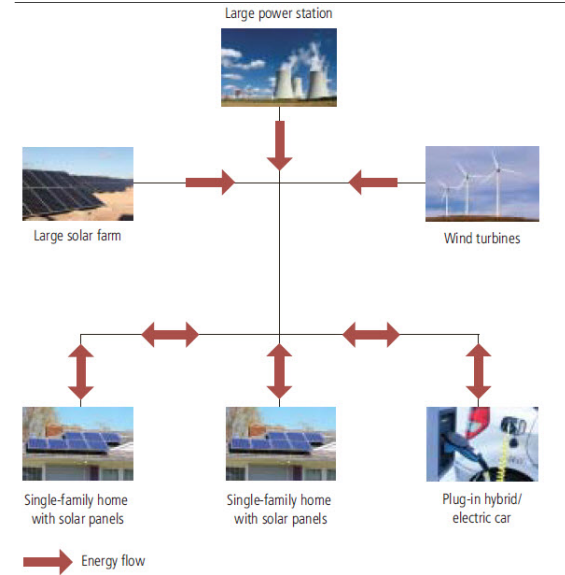 Large power station
Large solar farm
Wind turbines
Single-family home
with solar panels
Single-family home
with solar panels
Plug-in hybrid/
electric car
Energy flow